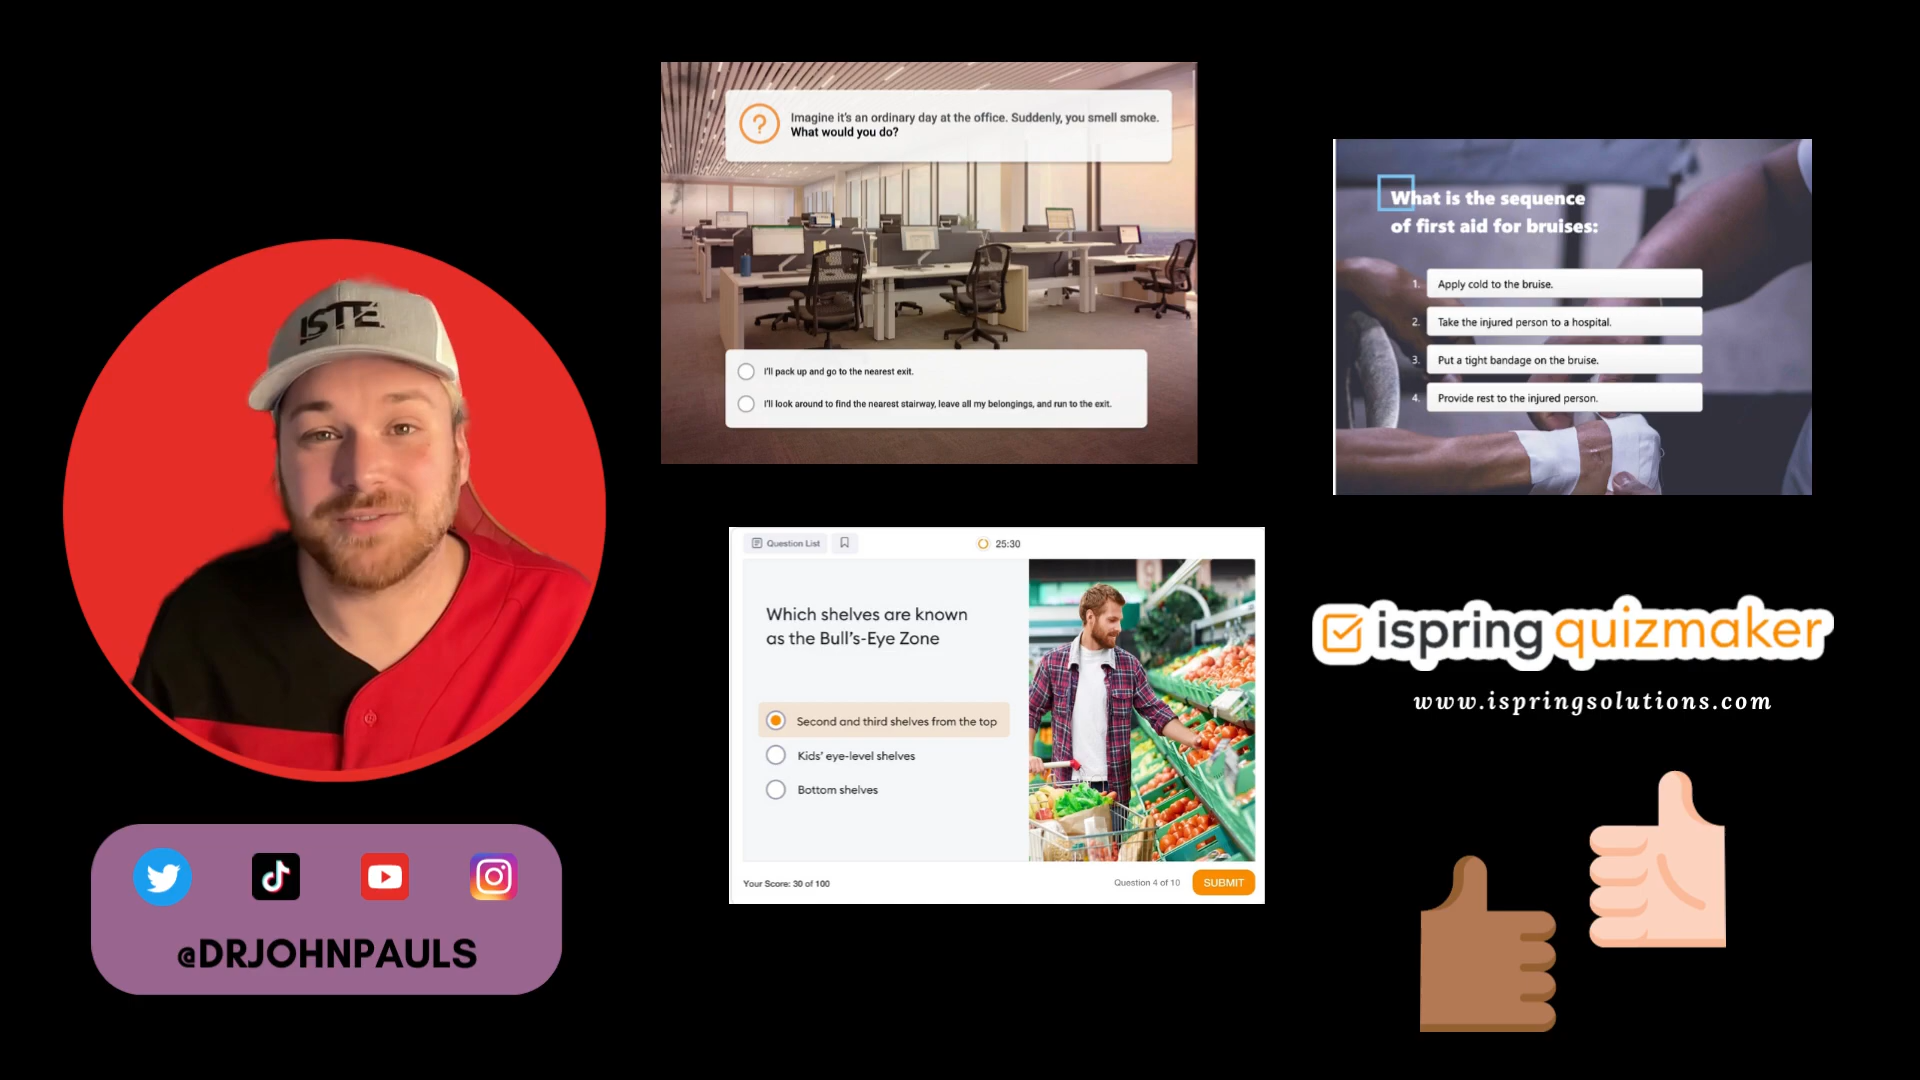 ISTE
@DRJOHNPAULS
?
Imagine it's an ordinary day at the office. Suddenly, you smell smoke.
What would you do?
I'll pack up and go to the nearest exit.
I'll look around to find the nearest stairway, leave all my belongings, and run to the exit.
What is the sequence
of first aid for bruises:
1. Apply cold to the bruise.
2. Take the injured person to a hospital.
3. Put a tight bandage on the bruise.
4. Provide rest to the injured person.
Question List
25:30
Which shelves are known
as the Bull's-Eye Zone
Second and third shelves from the top
Kids' eye-level shelves
Bottom shelves
Your Score: 30 of 100
Question 4 of 10
SUBMIT
ispring quizmaker
www.ispringsolutions.com